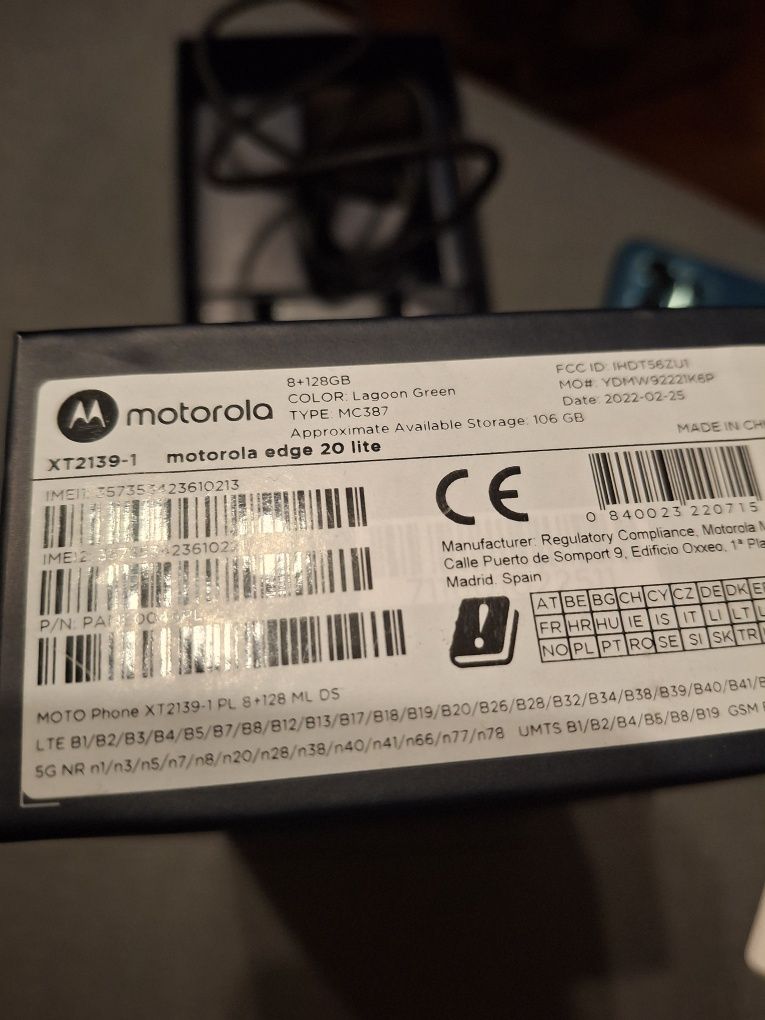 motorola
8+128GB
COLOR: Lagoon Green
TYPE: MC387
Approximate Available Storage: 106 GB
FCC ID: IHDT56ZU1
MO#: YDMW92221K6P
Date: 2022-02-25
MADE IN
XT2139-1 motorola edge 20 lite
IMEI1:
0 840023 220715
IMEI2:
P/N:
Manufacturer: Regulatory Compliance, Motorola
Calle Puerto de Somport 9, Edificio Oxxeo, 1ª
Madrid. Spain
CE
AT BE BG CH CY CZ DE DK
FR HR HU IE IS IT LI LT
NO PL PT RO SE SI SK TR
MOTO Phone XT2139-1 PL 8+128 ML DS
LTE B1/B2/B3/B4/B5/B7/B8/B12/B13/B17/B18/B19/B20/B26/B28/B32/B34/B38/B39/B40/B41/
5G NR n1/n3/n5/n7/n8/n20/n28/n38/n40/n41/n66/n77/n78 UMTS B1/B2/B4/B5/B8/B19 GSM